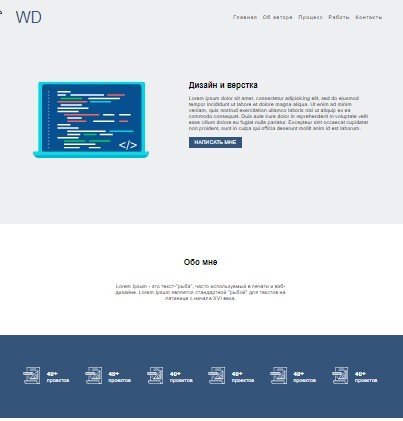 WD
Главная Об авторе Процесс Работы Контакты
Дизайн и верстка
Lorem ipsum dolor sit amet, consectetur adipisicing elit, sed do eiusmod
tempor incididunt ut labore et dolore magna aliqua. Ut enim ad minim
veniam, quis nostrud exercitation ullamco laboris nisi ut aliquip ex ea
commodo consequat. Duis aute irure dolor in reprehenderit in voluptate velit
esse cillum dolore eu fugiat nulla pariatur. Excepteur sint occaecat cupidatat
non proident, sunt in culpa qui officia deserunt mollit anim id est laborum.
НАПИСАТЬ МНЕ
</>
Обо мне
Lorem Ipsum - это текст-"рыба", часто используемый в печати и веб-
дизайне. Lorem Ipsum является стандартной "рыбой" для текстов на
латинице с начала XVI века.
40+ 40+ 40+ 40+ 40+ 40+
проектов проектов проектов проектов проектов проектов